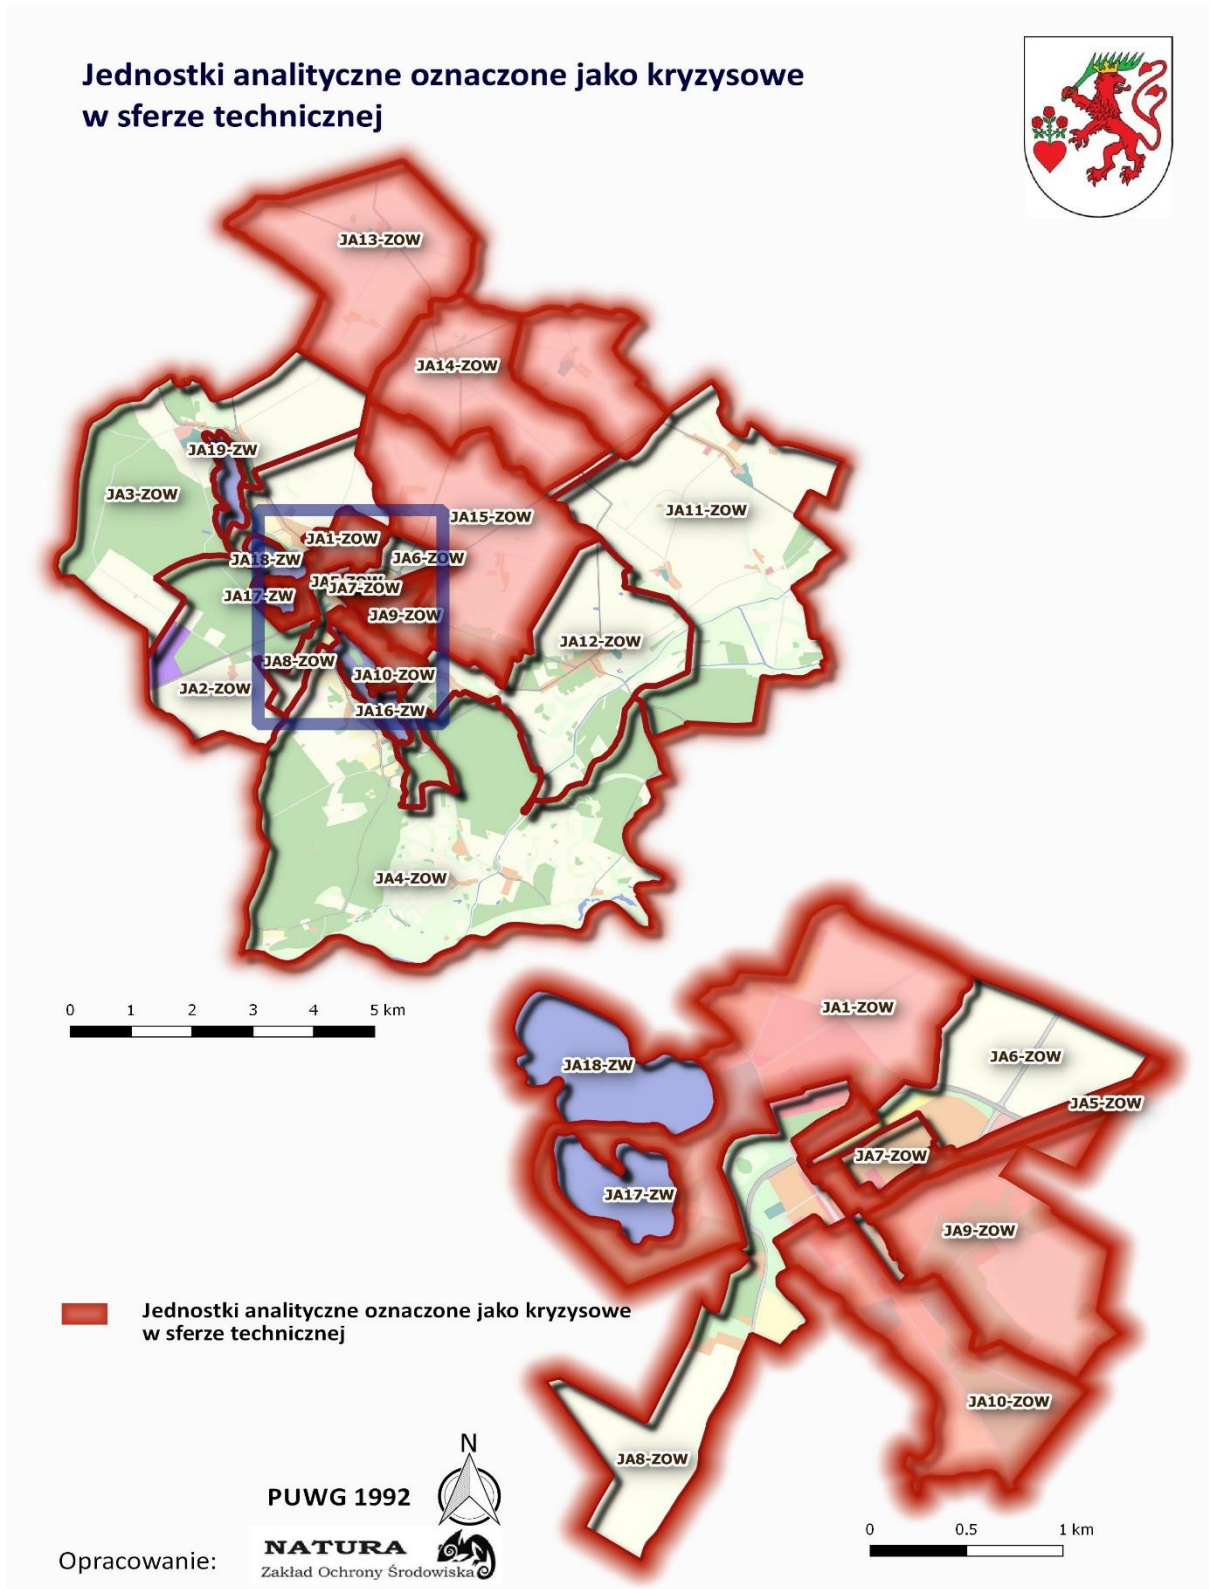 Jednostki analityczne oznaczone jako kryzysowe
w sferze technicznej
JA13-ZOW
JA14-ZOW
JA19-ZW
JA3-ZOW
JA11-ZOW
JA15-ZOW
JA1-ZOW
JA18-ZW
JA6-ZOW
JA5-ZOW
JA7-ZOW
JA17-ZW
JA9-ZOW
JA12-ZOW
JA8-ZOW
JA10-ZOW
JA2-ZOW
JA16-ZW
JA4-ZOW
0 1 2 3 4 5 km
JA1-ZOW
JA6-ZOW
JA18-ZW
JA5-ZOW
JA7-ZOW
JA17-ZW
JA9-ZOW
JA10-ZOW
JA8-ZOW
Jednostki analityczne oznaczone jako kryzysowe
w sferze technicznej
N
PUWG 1992
0 0.5 1 km
Opracowanie:
NATURA
Zakład Ochrony Środowiska